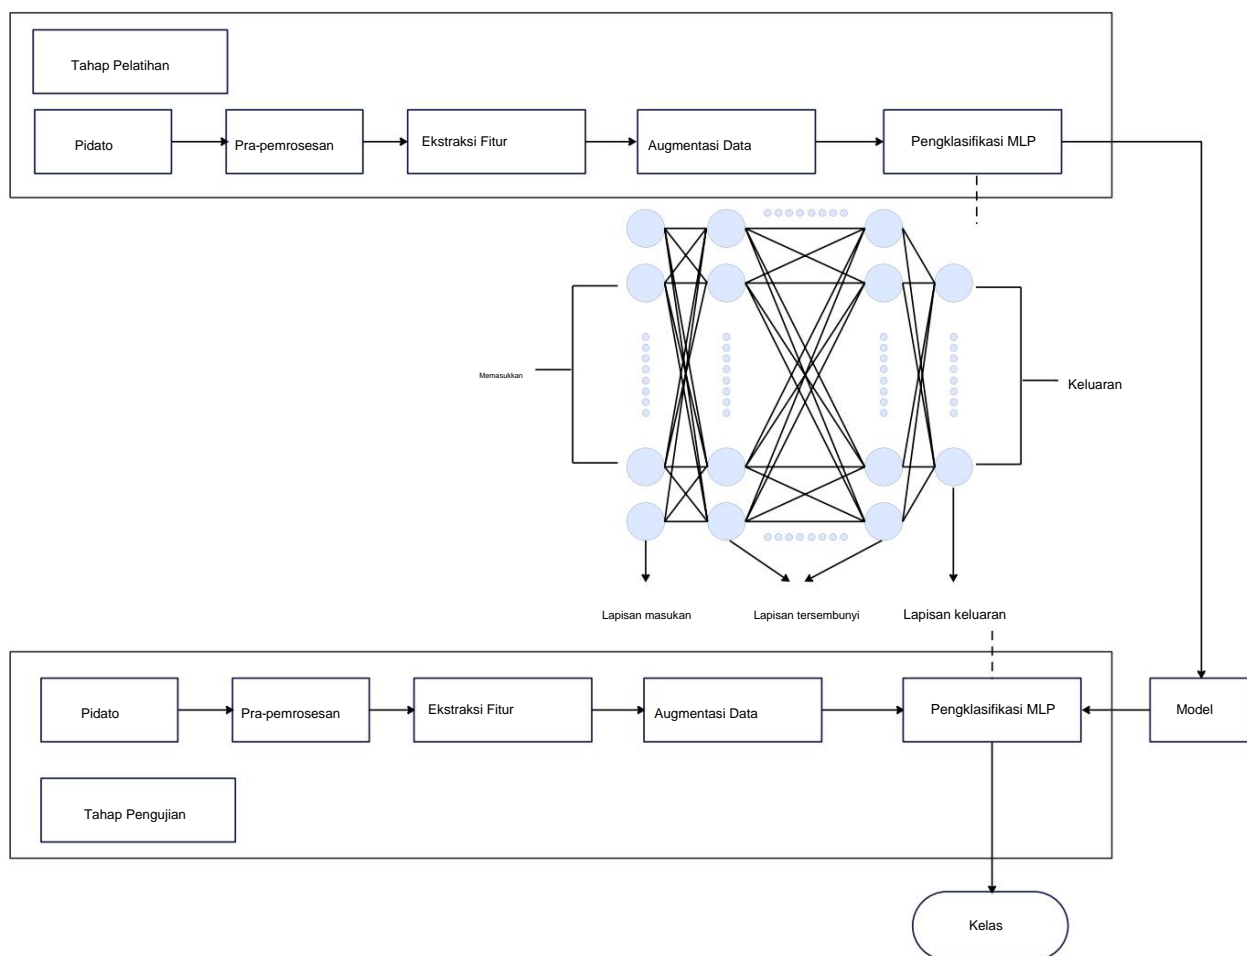 Tahap Pelatihan
Pidato
Pra-pemrosesan
Ekstraksi Fitur
Augmentasi Data
Pengklasifikasi MLP
Memasukkan
Keluaran
Lapisan masukan
Lapisan tersembunyi
Lapisan keluaran
Pidato
Pra-pemrosesan
Ekstraksi Fitur
Augmentasi Data
Pengklasifikasi MLP
Model
Tahap Pengujian
Kelas